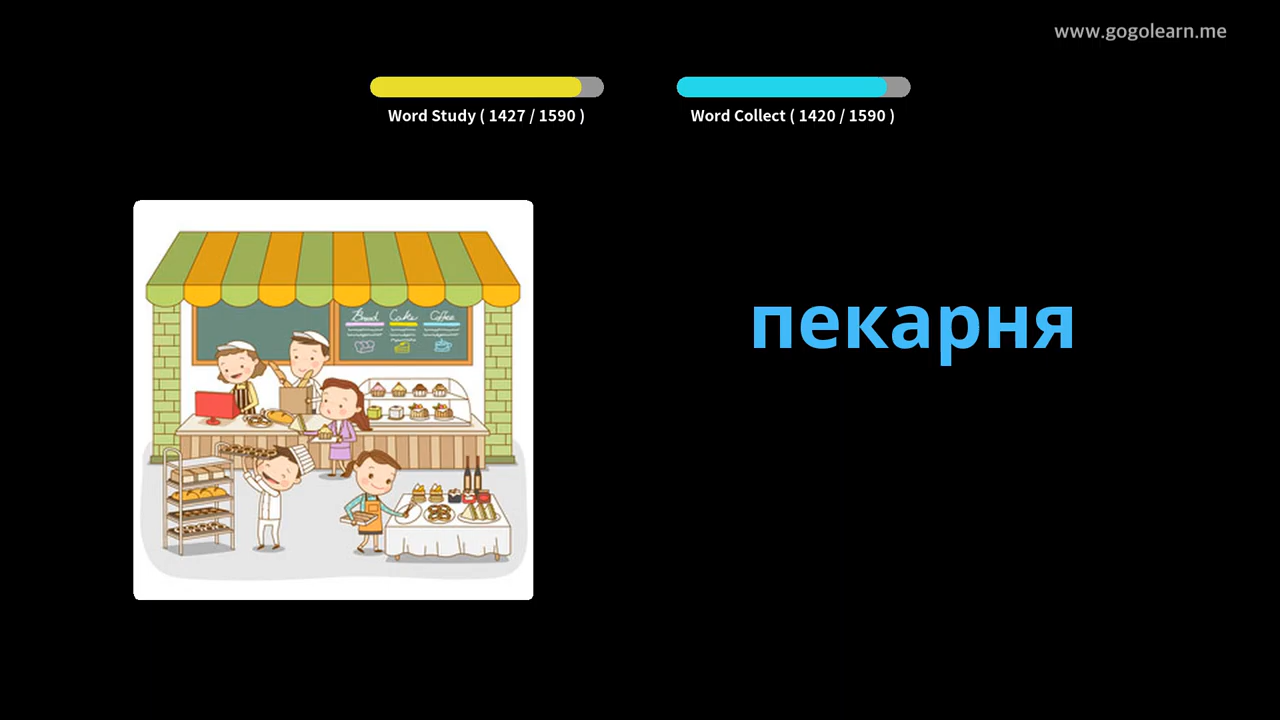 www.gogolearn.me
Word Study ( 1427 / 1590 )
Word Collect ( 1420 / 1590 )
Bread Cake Coffee
пекарня